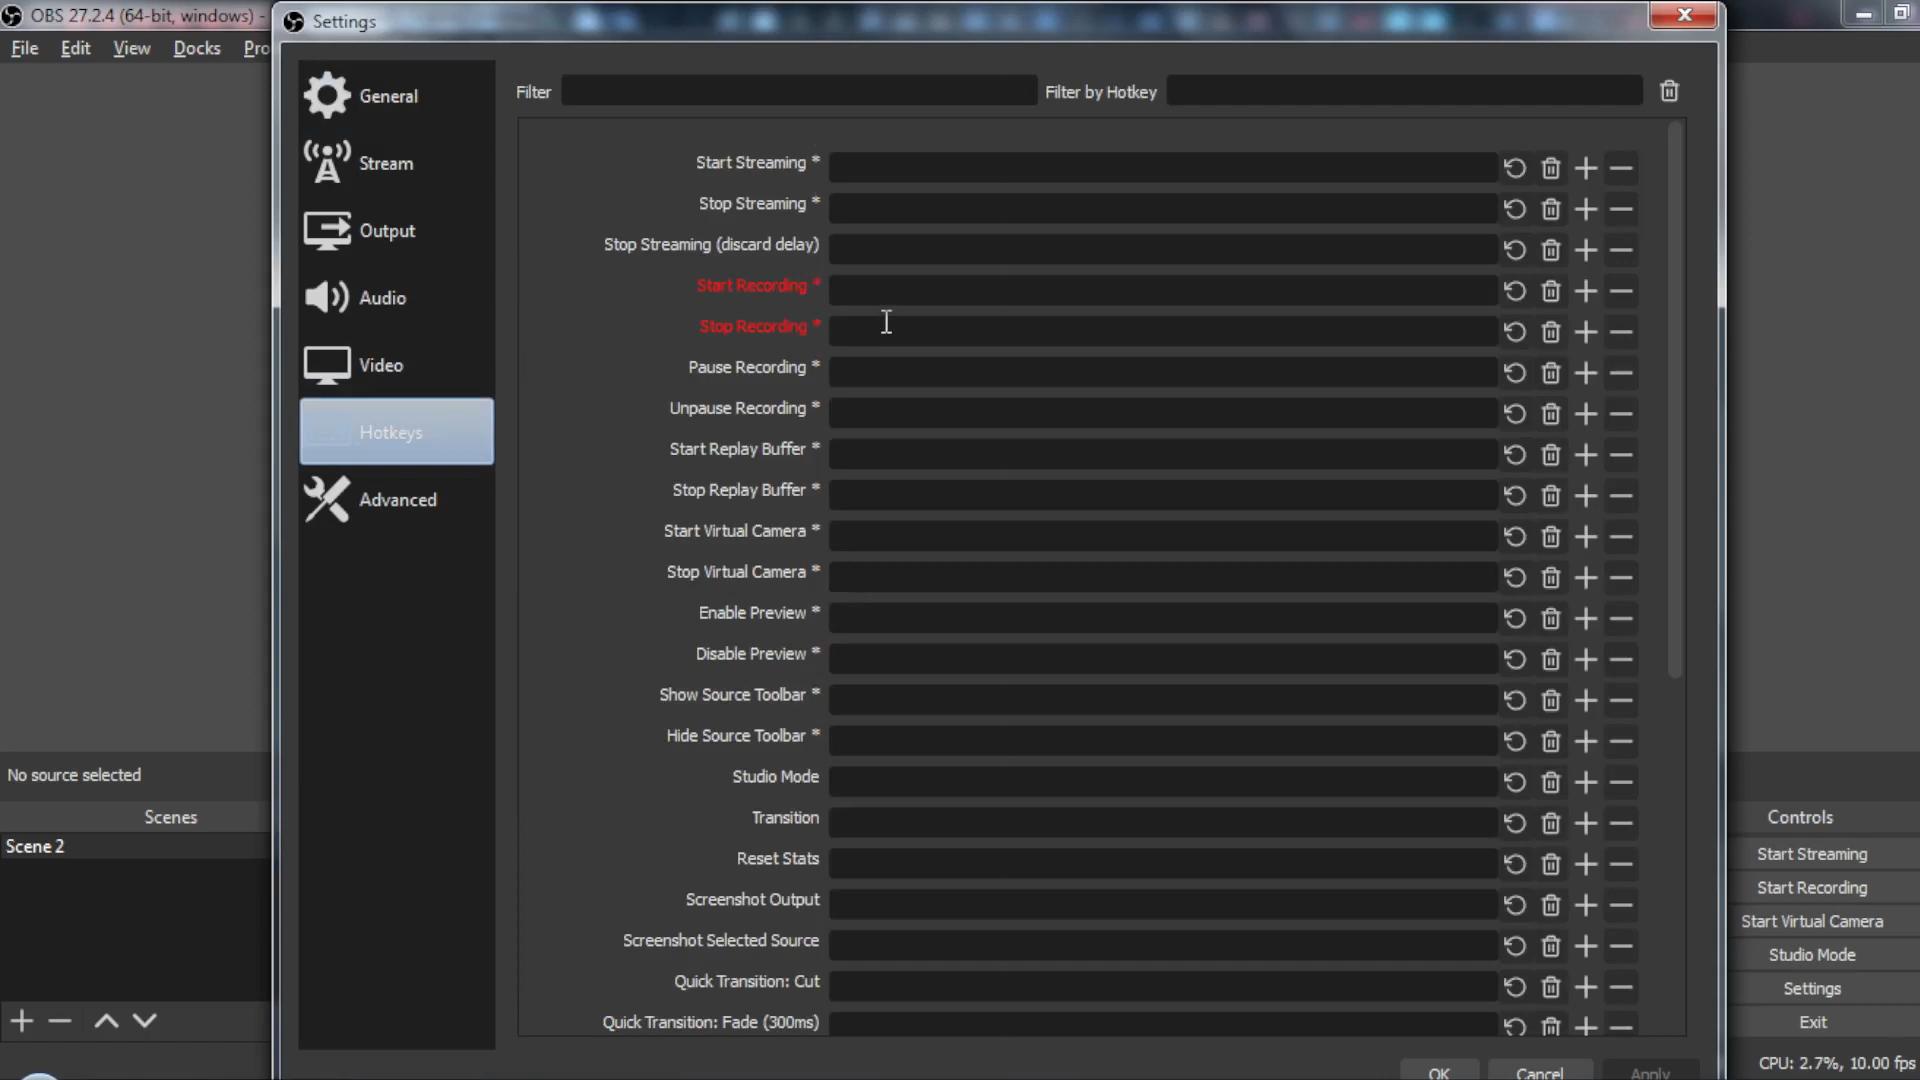 OBS 27.2.4 (64-bit, windows) -
Settings
File Edit View Docks Pro
General
Stream
Output
Audio
Video
Hotkeys
Advanced
Filter
Filter by Hotkey
Start Streaming *
Stop Streaming *
Stop Streaming (discard delay)
Start Recording *
Stop Recording *
Pause Recording *
Unpause Recording *
Start Replay Buffer *
Stop Replay Buffer *
Start Virtual Camera *
Stop Virtual Camera *
Enable Preview *
Disable Preview *
Show Source Toolbar *
Hide Source Toolbar *
Studio Mode
Transition
Reset Stats
Screenshot Output
Screenshot Selected Source
Quick Transition: Cut
Quick Transition: Fade (300ms)
OK Cancel Apply
No source selected
Scenes
Scene 2
Controls
Start Streaming
Start Recording
Start Virtual Camera
Studio Mode
Settings
Exit
CPU: 2.7%, 10.00 fps